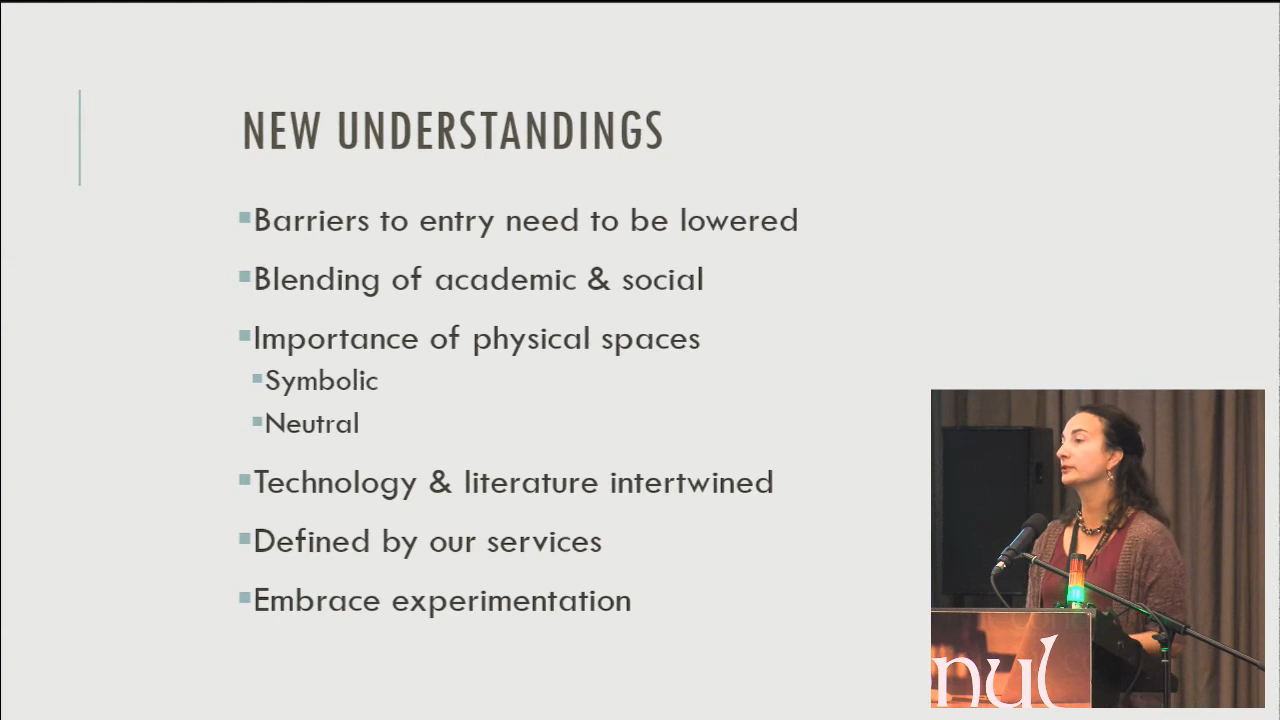 NEW UNDERSTANDINGS
Barriers to entry need to be lowered
Blending of academic & social
Importance of physical spaces
Symbolic
Neutral
Technology & literature intertwined
Defined by our services
Embrace experimentation
nul